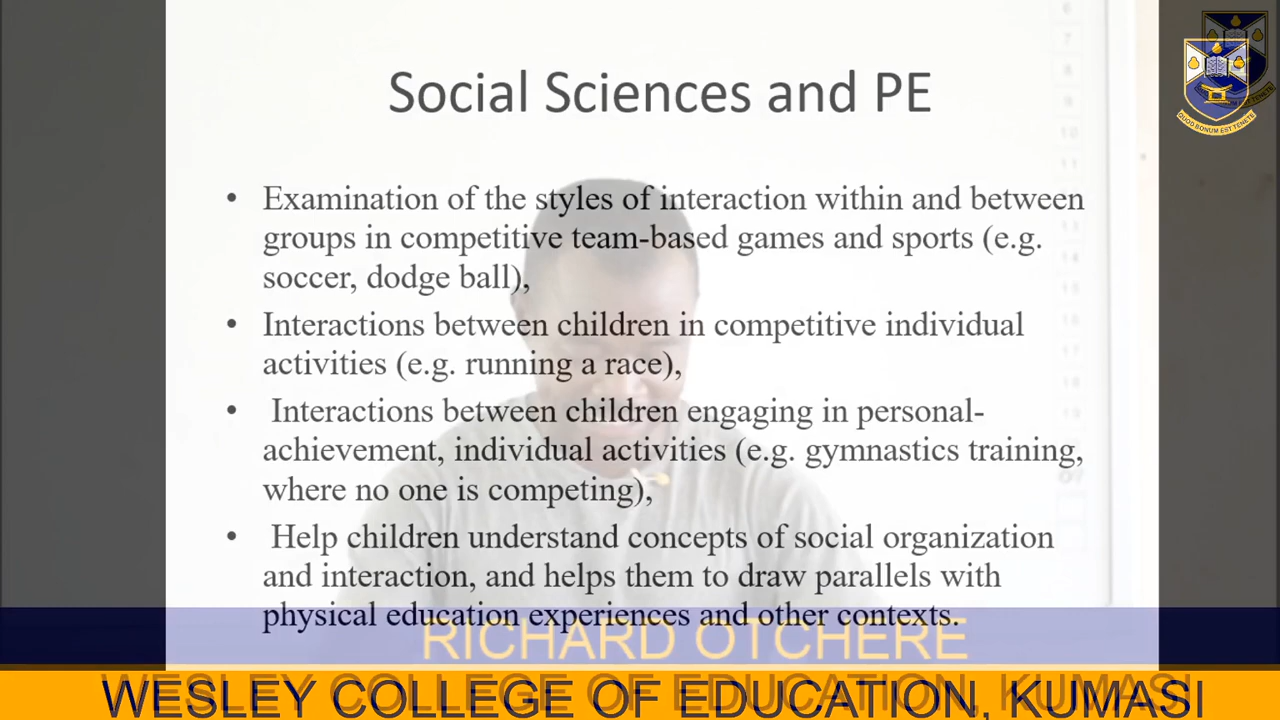 Social Sciences and PE
QUOD BONUM EST TENETE
• Examination of the styles of interaction within and between
groups in competitive team-based games and sports (e.g.
soccer, dodge ball),
• Interactions between children in competitive individual
activities (e.g. running a race),
• Interactions between children engaging in personal-
achievement, individual activities (e.g. gymnastics training,
where no one is competing),
• Help children understand concepts of social organization
and interaction, and helps them to draw parallels with
physical education experiences and other contexts.
RICHARD OTCHERE
WESLEY COLLEGE OF EDUCATION, KUMASI